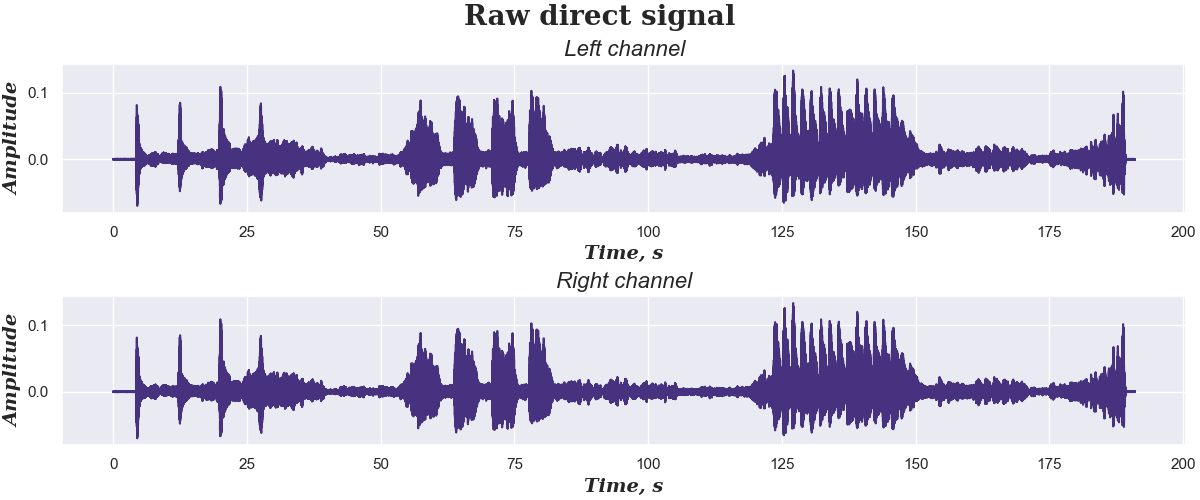 Raw direct signal
Left channel
Amplitude
0.1
0.0
0 25 50 75 100 125 150 175 200
Time, s
Right channel
Amplitude
0.1
0.0
0 25 50 75 100 125 150 175 200
Time, s